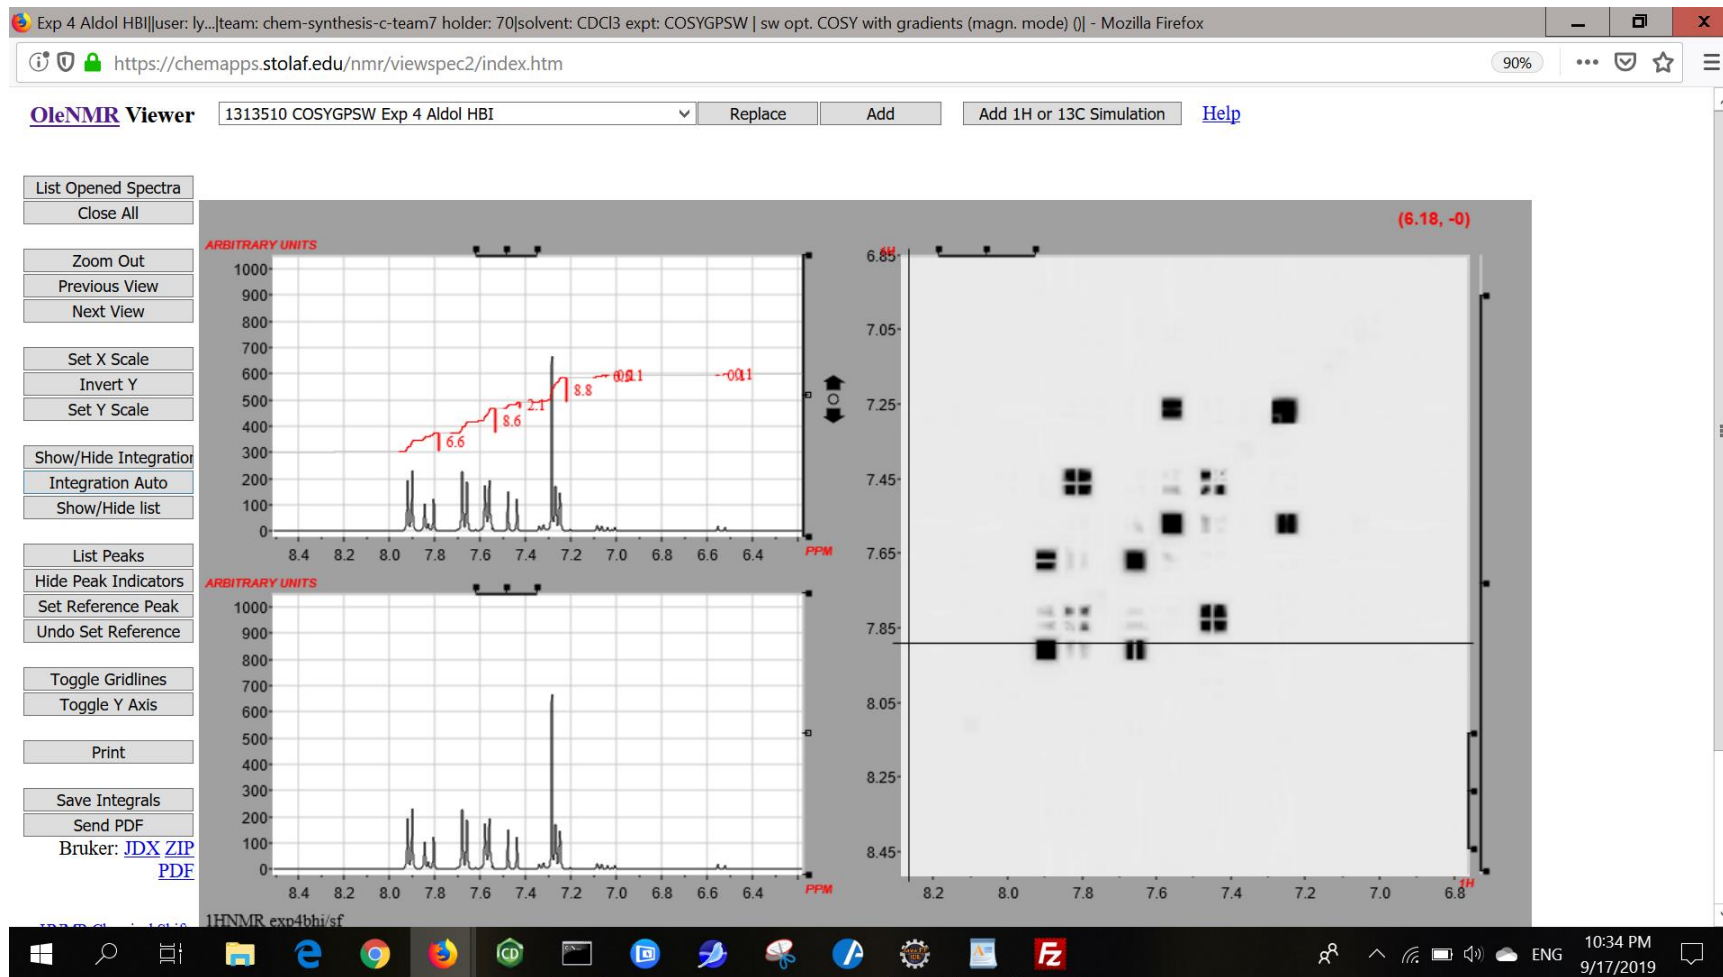 Exp 4 Aldol HBI||user: ly...|team: chem-synthesis-c-team7 holder: 70|solvent: CDCl3 expt: COSYGPSW | sw opt. COSY with gradients (magn. mode) ()| - Mozilla Firefox
https://chemapps.stolaf.edu/nmr/viewspec2/index.htm
90%
OleNMR Viewer
1313510 COSYGPSW Exp 4 Aldol HBI
Replace
Add
Add 1H or 13C Simulation
Help
List Opened Spectra
Close All
Zoom Out
Previous View
Next View
Set X Scale
Invert Y
Set Y Scale
Show/Hide Integration
Integration Auto
Show/Hide list
List Peaks
Hide Peak Indicators
Set Reference Peak
Undo Set Reference
Toggle Gridlines
Toggle Y Axis
Print
Save Integrals
Send PDF
Bruker: JDX ZIP
PDF
ARBITRARY UNITS
1000
900
800
700
600
500
400
300
200
100
0
6.6
8.6
2.1
8.8
8.4 8.2 8.0 7.8 7.6 7.4 7.2 7.0 6.8 6.6 6.4 PPM
ARBITRARY UNITS
1000
900
800
700
600
500
400
300
200
100
0
8.4 8.2 8.0 7.8 7.6 7.4 7.2 7.0 6.8 6.6 6.4 PPM
1HNMR exp4bhi/sf
(6.18, -0)
1H
6.85
7.05
7.25
7.45
7.65
7.85
8.05
8.25
8.45
8.2 8.0 7.8 7.6 7.4 7.2 7.0 6.8 1H
ENG
10:34 PM
9/17/2019